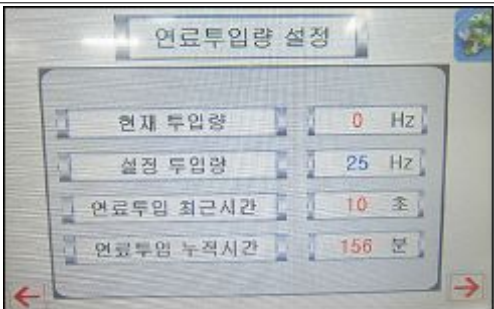 연료투입량 설정
현재 투입량 0 Hz
설정 투입량 25 Hz
연료투입 최근시간 10 초
연료투입 누적시간 156 분